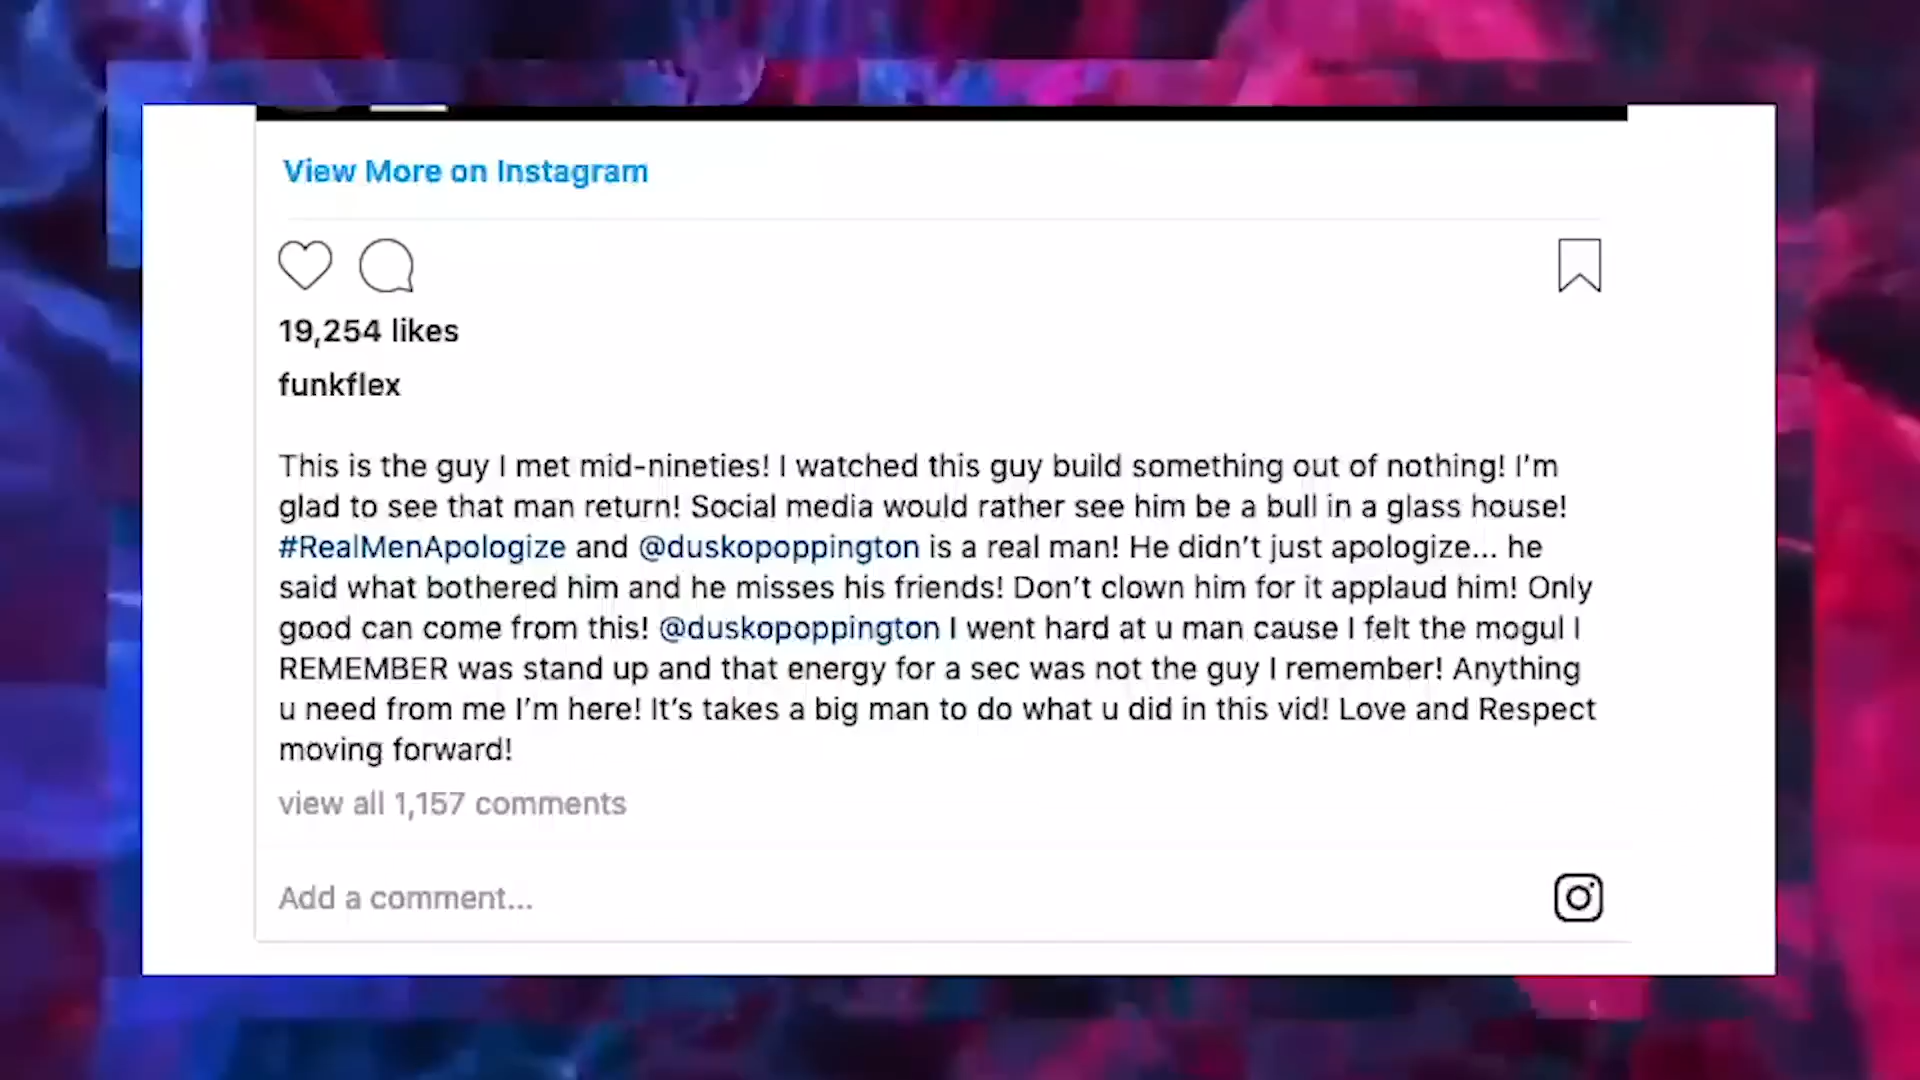 View More on Instagram
19,254 likes
funkflex
This is the guy I met mid-nineties! I watched this guy build something out of nothing! I'm
glad to see that man return! Social media would rather see him be a bull in a glass house!
#RealMenApologize and @duskopoppington is a real man! He didn't just apologize... he
said what bothered him and he misses his friends! Don't clown him for it applaud him! Only
good can come from this! @duskopoppington I went hard at u man cause I felt the mogul I
REMEMBER was stand up and that energy for a sec was not the guy I remember! Anything
u need from me I'm here! It's takes a big man to do what u did in this vid! Love and Respect
moving forward!
view all 1,157 comments
Add a comment...